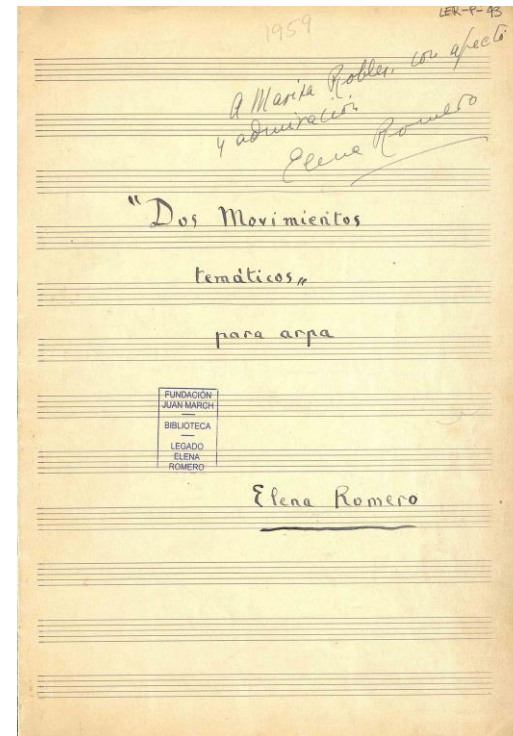 LER-P-93
1959
A Marisa Robles, con afecto
y admiración
Elena Romero
"Dos Movimientos
temáticos"
para arpa
FUNDACIÓN
JUAN MARCH
BIBLIOTECA
LEGADO
ELENA
ROMERO
Elena Romero